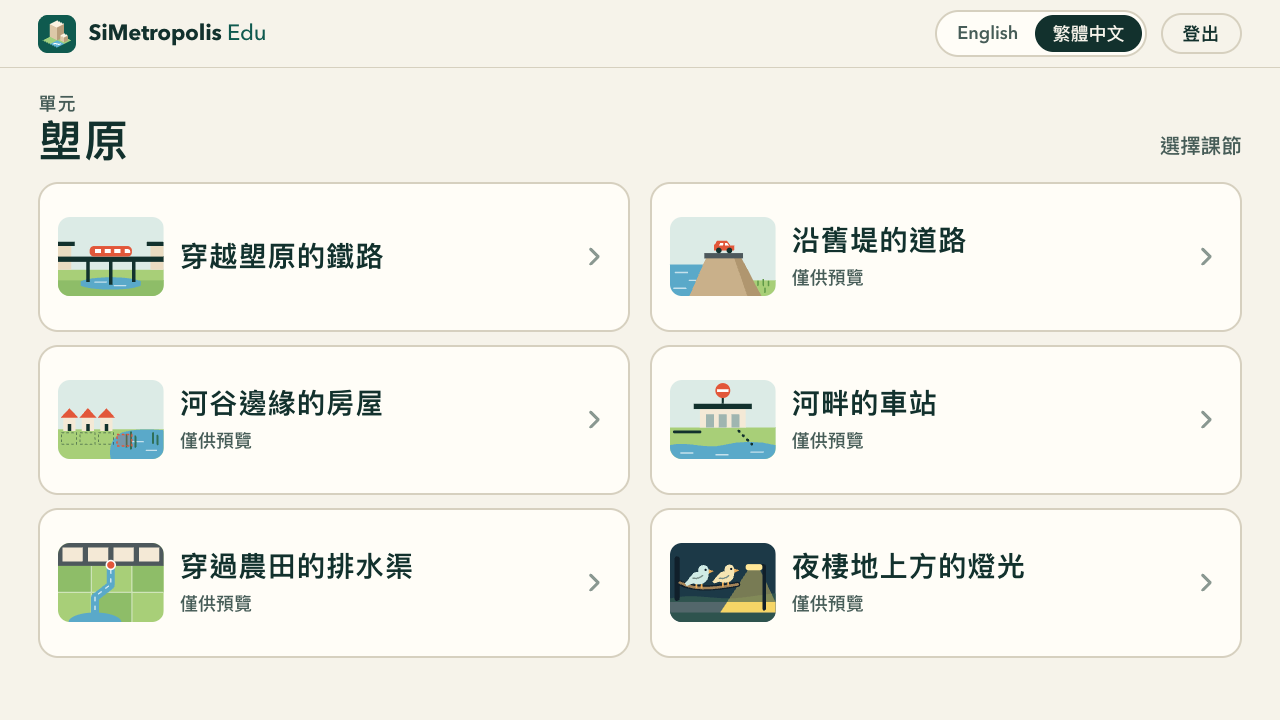 SiMetropolis Edu
English
繁體中文
登出
單元
塱原
選擇課節
穿越塱原的鐵路
沿舊堤的道路
僅供預覽
河谷邊緣的房屋
僅供預覽
河畔的車站
僅供預覽
穿過農田的排水渠
僅供預覽
夜棲地上方的燈光
僅供預覽